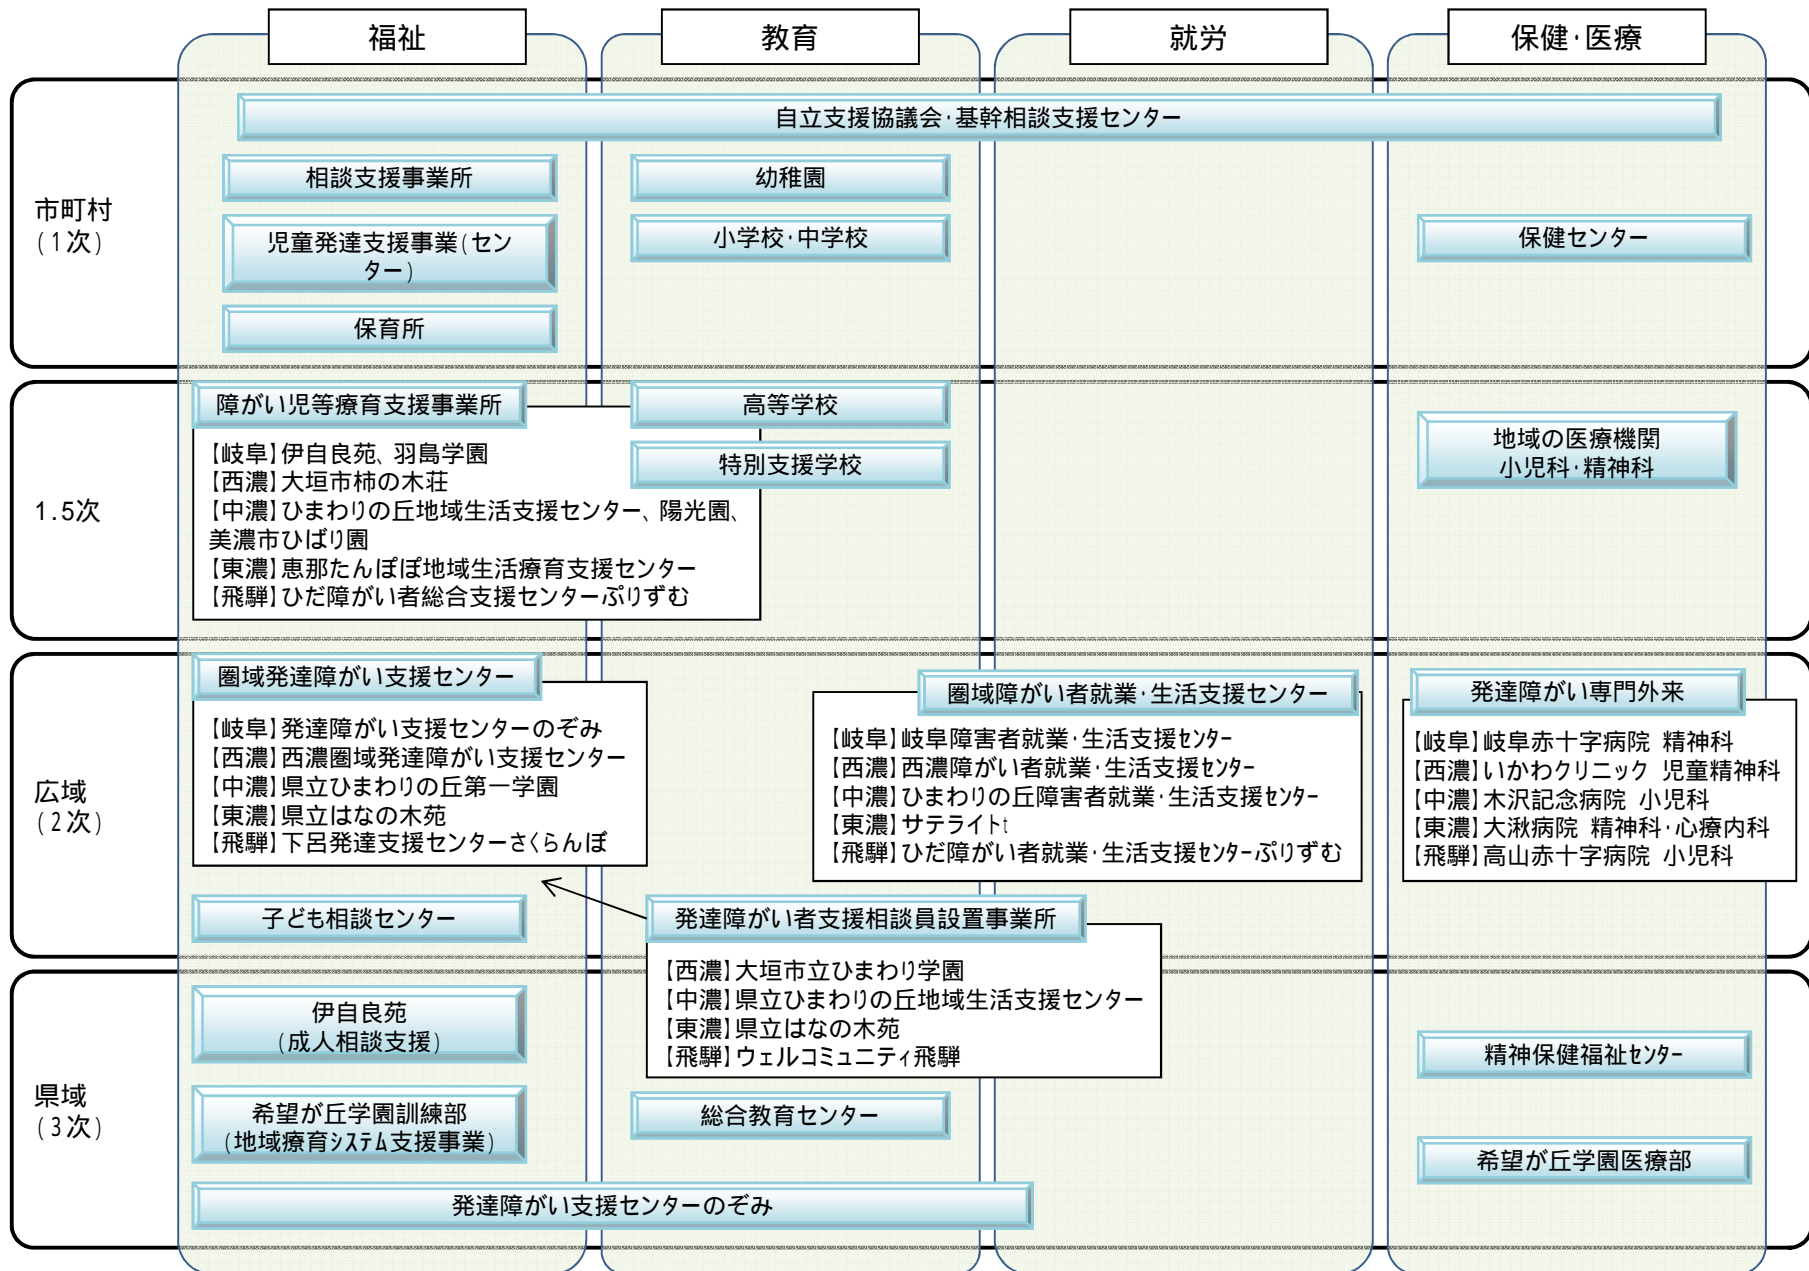 福祉
教育
就労
保健･医療
市町村
(1次)
自立支援協議会･基幹相談支援センター
相談支援事業所
児童発達支援事業(セン
ター)
保育所
幼稚園
小学校･中学校
保健センター
1.5次
障がい児等療育支援事業所
【岐阜】伊自良苑、羽島学園
【西濃】大垣市柿の木荘
【中濃】ひまわりの丘地域生活支援センター、陽光園、
美濃市ひばり園
【東濃】恵那たんぽぽ地域生活療育支援センター
【飛騨】ひだ障がい者総合支援センターぷりずむ
高等学校
特別支援学校
地域の医療機関
小児科･精神科
広域
(2次)
圏域発達障がい支援センター
【岐阜】発達障がい支援センターのぞみ
【西濃】西濃圏域発達障がい支援センター
【中濃】県立ひまわりの丘第一学園
【東濃】県立はなの木苑
【飛騨】下呂発達支援センターさくらんぼ
子ども相談センター
圏域障がい者就業･生活支援センター
【岐阜】岐阜障害者就業･生活支援ｾﾝﾀｰ
【西濃】西濃障がい者就業･生活支援ｾﾝﾀｰ
【中濃】ひまわりの丘障害者就業･生活支援ｾﾝﾀｰ
【東濃】サテライトt
【飛騨】ひだ障がい者就業･生活支援ｾﾝﾀｰぷりずむ
発達障がい専門外来
【岐阜】岐阜赤十字病院 精神科
【西濃】いかわクリニック 児童精神科
【中濃】木沢記念病院 小児科
【東濃】大湫病院 精神科･心療内科
【飛騨】高山赤十字病院 小児科
発達障がい者支援相談員設置事業所
【西濃】大垣市立ひまわり学園
【中濃】県立ひまわりの丘地域生活支援センター
【東濃】県立はなの木苑
【飛騨】ウェルコミュニティ飛騨
県域
(3次)
伊自良苑
(成人相談支援)
希望が丘学園訓練部
(地域療育ｼｽﾃﾑ支援事業)
総合教育センター
発達障がい支援センターのぞみ
精神保健福祉ｾﾝﾀｰ
希望が丘学園医療部